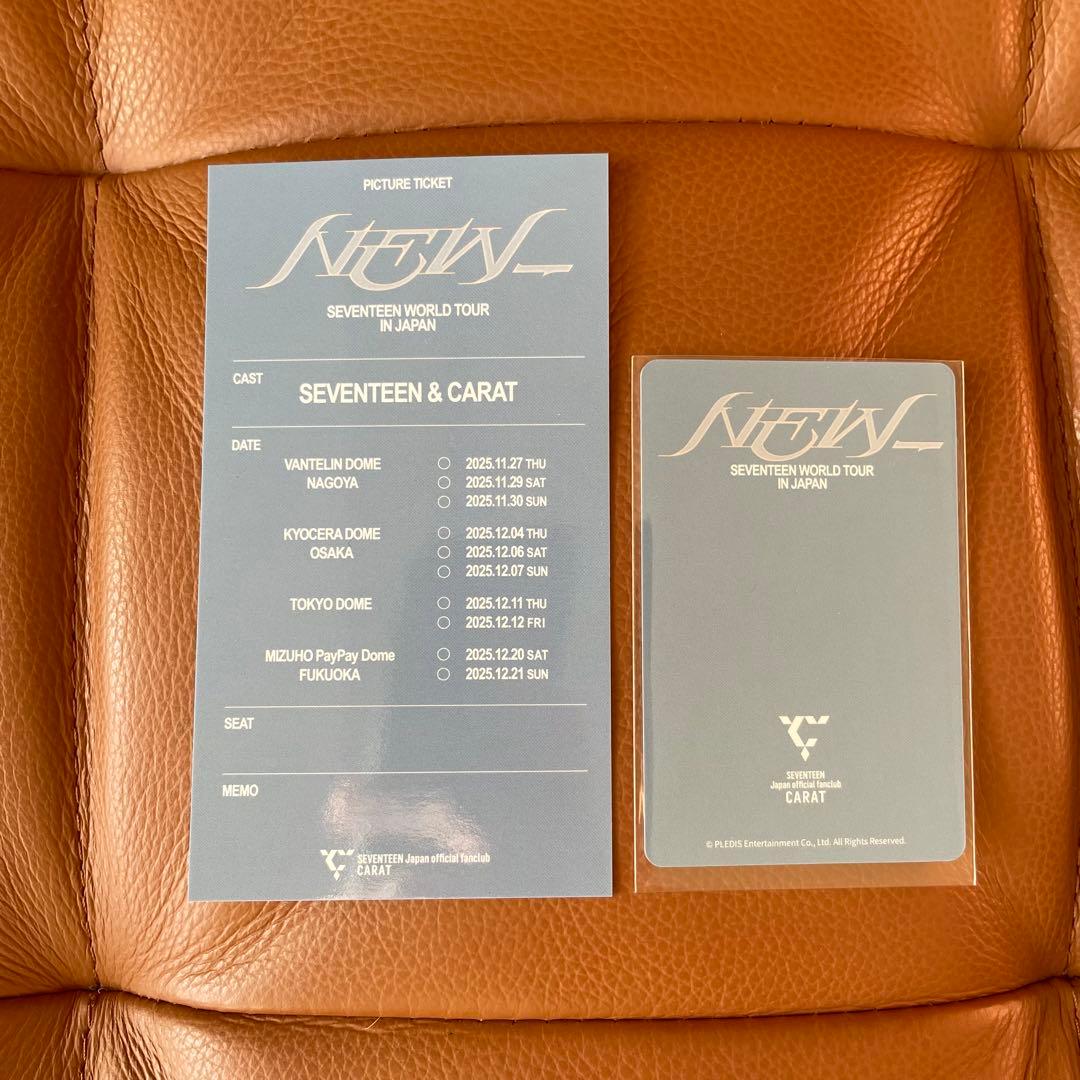 PICTURE TICKET
NEW_
SEVENTEEN WORLD TOUR
IN JAPAN
CAST
SEVENTEEN & CARAT
DATE
VANTELIN DOME
NAGOYA
2025.11.27 THU
2025.11.29 SAT
2025.11.30 SUN
KYOCERA DOME
OSAKA
2025.12.04 THU
2025.12.06 SAT
2025.12.07 SUN
TOKYO DOME
2025.12.11 THU
2025.12.12 FRI
MIZUHO PayPay Dome
FUKUOKA
2025.12.20 SAT
2025.12.21 SUN
SEAT
MEMO
SEVENTEEN Japan official fanclub
CARAT
NEW_
SEVENTEEN WORLD TOUR
IN JAPAN
SEVENTEEN
Japan official fanclub
CARAT
© PLEDIS Entertainment Co., Ltd. All Rights Reserved.